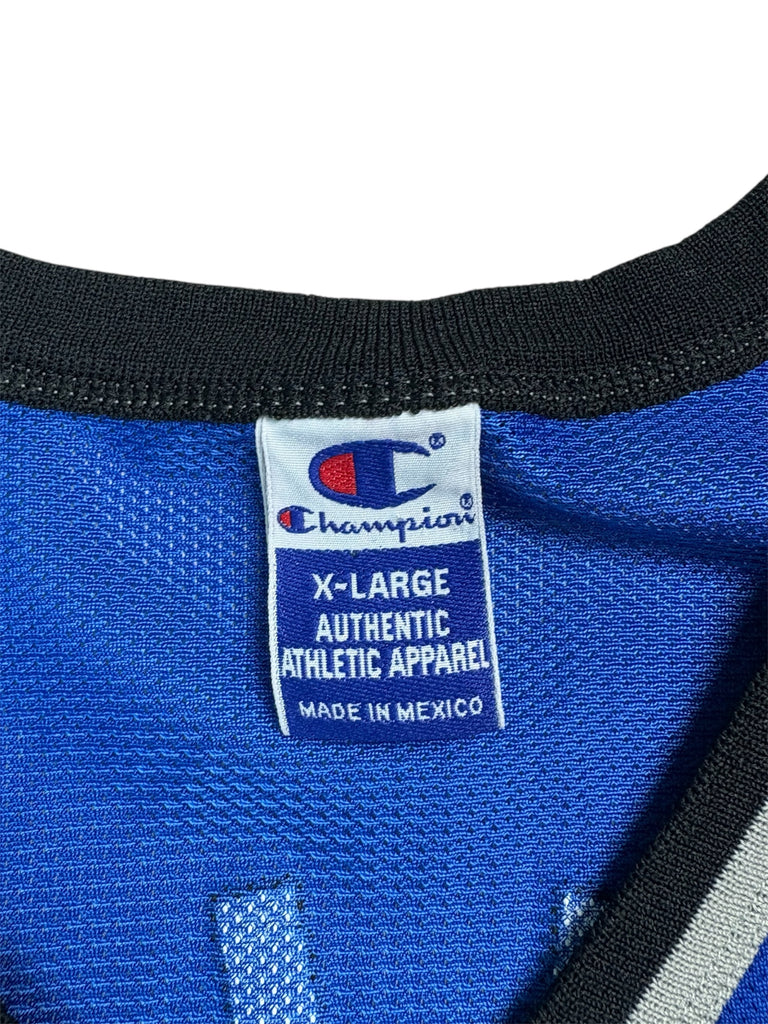 C®
Champion®
X-LARGE
AUTHENTIC
ATHLETIC APPAREL
MADE IN MEXICO